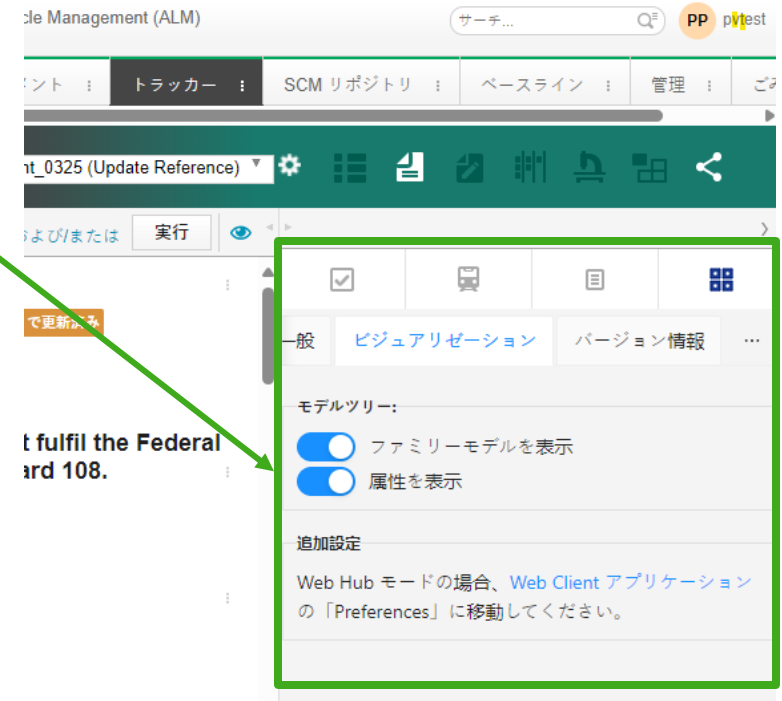 cle Management (ALM)
サーチ...
PP
pvtest
ント
トラッカー
SCM リポジトリ
ベースライン
管理
ごみ
nt_0325 (Update Reference)
および/または
実行
で更新済み
t fulfil the Federal
ard 108.
一般
ビジュアリゼーション
バージョン情報
...
モデルツリー:
ファミリーモデルを表示
属性を表示
追加設定
Web Hub モードの場合、Web Client アプリケーション
の「Preferences」に移動してください。